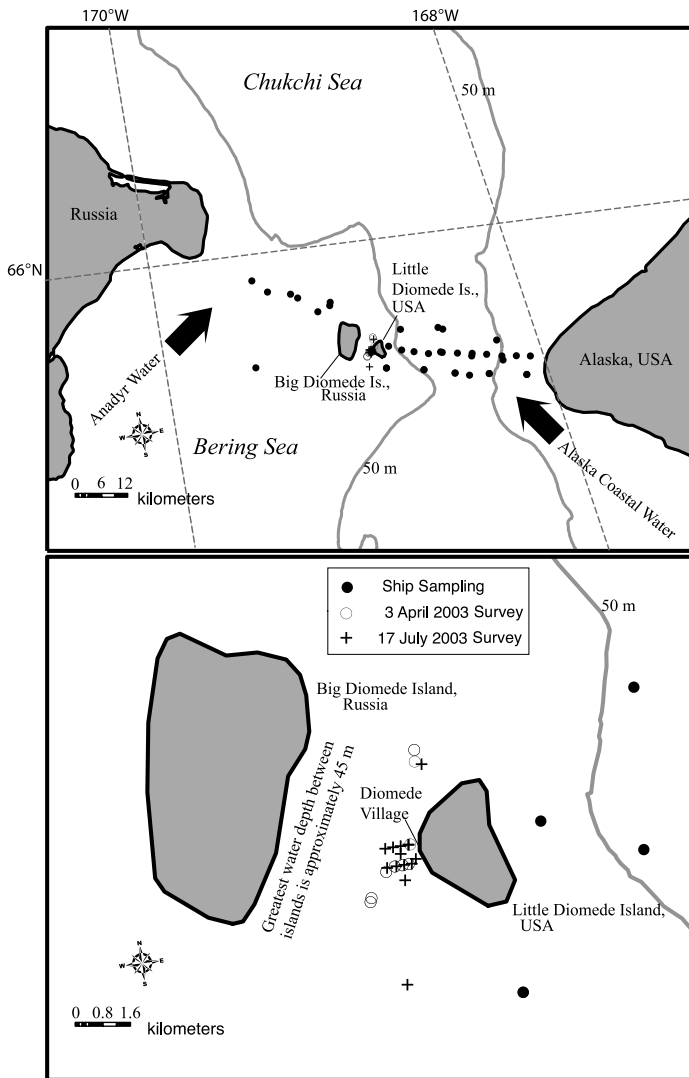 170°W
168°W
Chukchi Sea
50 m
Russia
66°N
Little
Diomede Is.,
USA
Alaska, USA
Big Diomede Is.,
Russia
Anadyr Water
Bering Sea
N
W
E
S
0 6 12
kilometers
50 m
Alaska Coastal Water
Ship Sampling
3 April 2003 Survey
17 July 2003 Survey
50 m
Big Diomede Island,
Russia
Greatest water depth between
islands is approximately 45 m
Diomede
Village
Little Diomede Island,
USA
N
W
E
S
0 0.8 1.6
kilometers